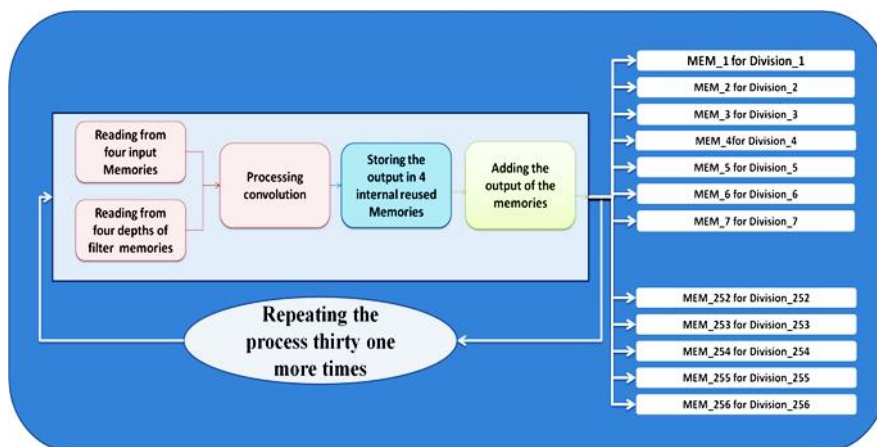 Reading from
four input
Memories
Reading from
four depths of
filter memories
Processing
convolution
Storing the
output in 4
internal reused
Memories
Adding the
output of the
memories
Repeating the
process thirty one
more times
MEM_1 for Division_1
MEM_2 for Division_2
MEM_3 for Division_3
MEM_4for Division_4
MEM_5 for Division_5
MEM_6 for Division_6
MEM_7 for Division_7
MEM_252 for Division_252
MEM_253 for Division_253
MEM_254 for Division_254
MEM_255 for Division_255
MEM_256 for Division_256